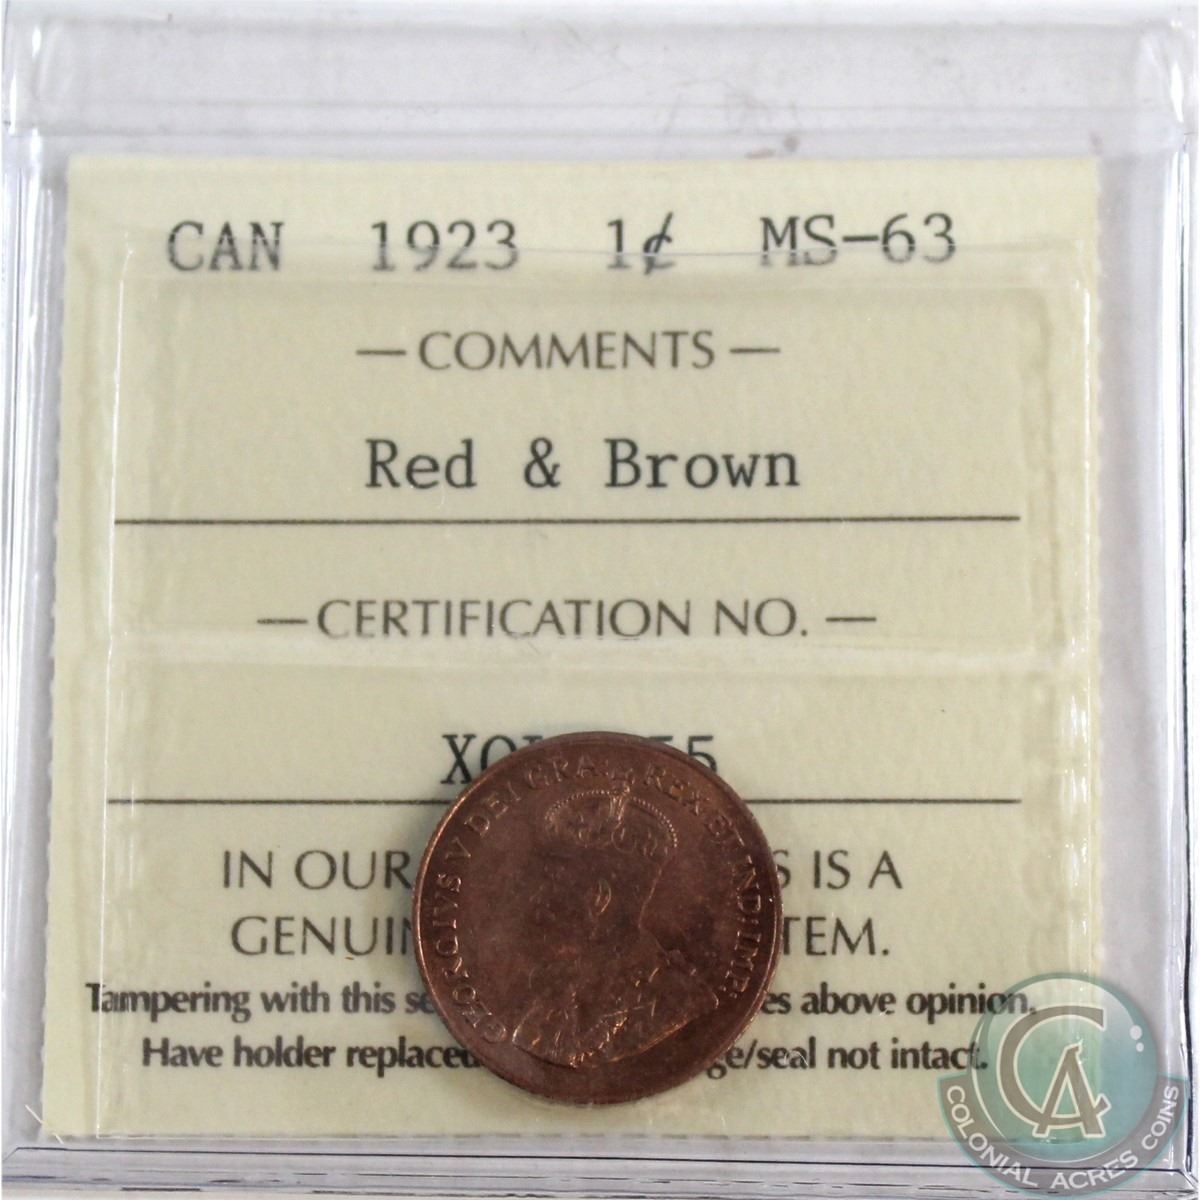 CAN 1923 1¢ MS-63
— COMMENTS —
Red & Brown
— CERTIFICATION NO. —
55
IN OUR S IS A
GENUIN TEM.
Tampering with this se es above opinion.
Have holder replaced ge/seal not intact.
GEORGIVS V DEI GRA: REX ET IND: IMP:
CA
COLONIAL ACRES COINS